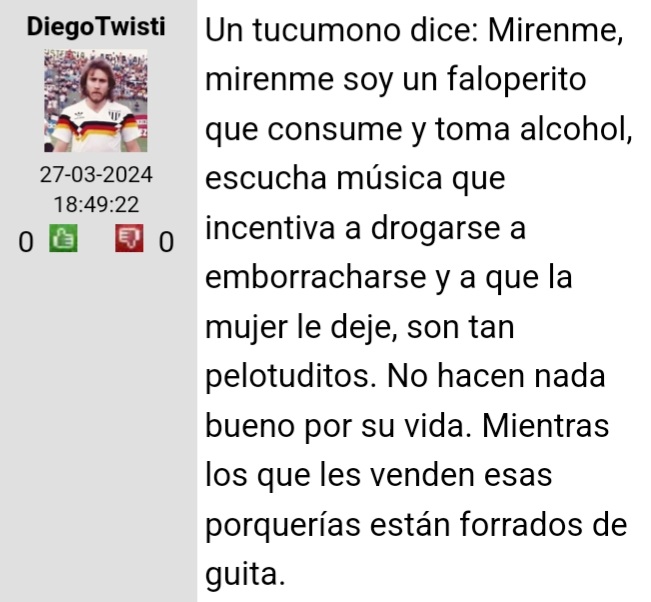 DiegoTwisti
27-03-2024
18:49:22
0 0
Un tucumono dice: Mirenme,
mirenme soy un faloperito
que consume y toma alcohol,
escucha música que
incentiva a drogarse a
emborracharse y a que la
mujer le deje, son tan
pelotuditos. No hacen nada
bueno por su vida. Mientras
los que les venden esas
porquerías están forrados de
guita.